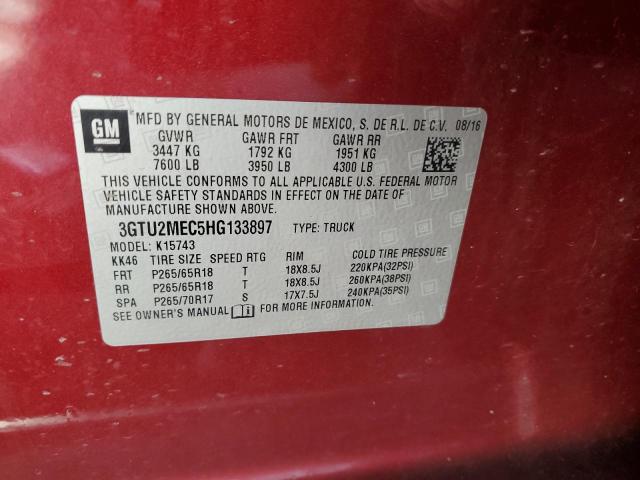 GM
MFD BY GENERAL MOTORS DE MEXICO, S. DE R.L. DE C.V. 08/16
GVWR GAWR FRT GAWR RR
3447 KG 1792 KG 1951 KG
7600 LB 3950 LB 4300 LB
THIS VEHICLE CONFORMS TO ALL APPLICABLE U.S. FEDERAL MOTOR
VEHICLE SAFETY STANDARDS IN EFFECT ON THE DATE OF
MANUFACTURE SHOWN ABOVE.
3GTU2MEC5HG133897 TYPE: TRUCK
MODEL: K15743
KK46 TIRE SIZE SPEED RTG RIM COLD TIRE PRESSURE
FRT P265/65R18 T 18X8.5J 220KPA(32PSI)
RR P265/65R18 T 18X8.5J 260KPA(38PSI)
SPA P265/70R17 S 17X7.5J 240KPA(35PSI)
SEE OWNER'S MANUAL FOR MORE INFORMATION.